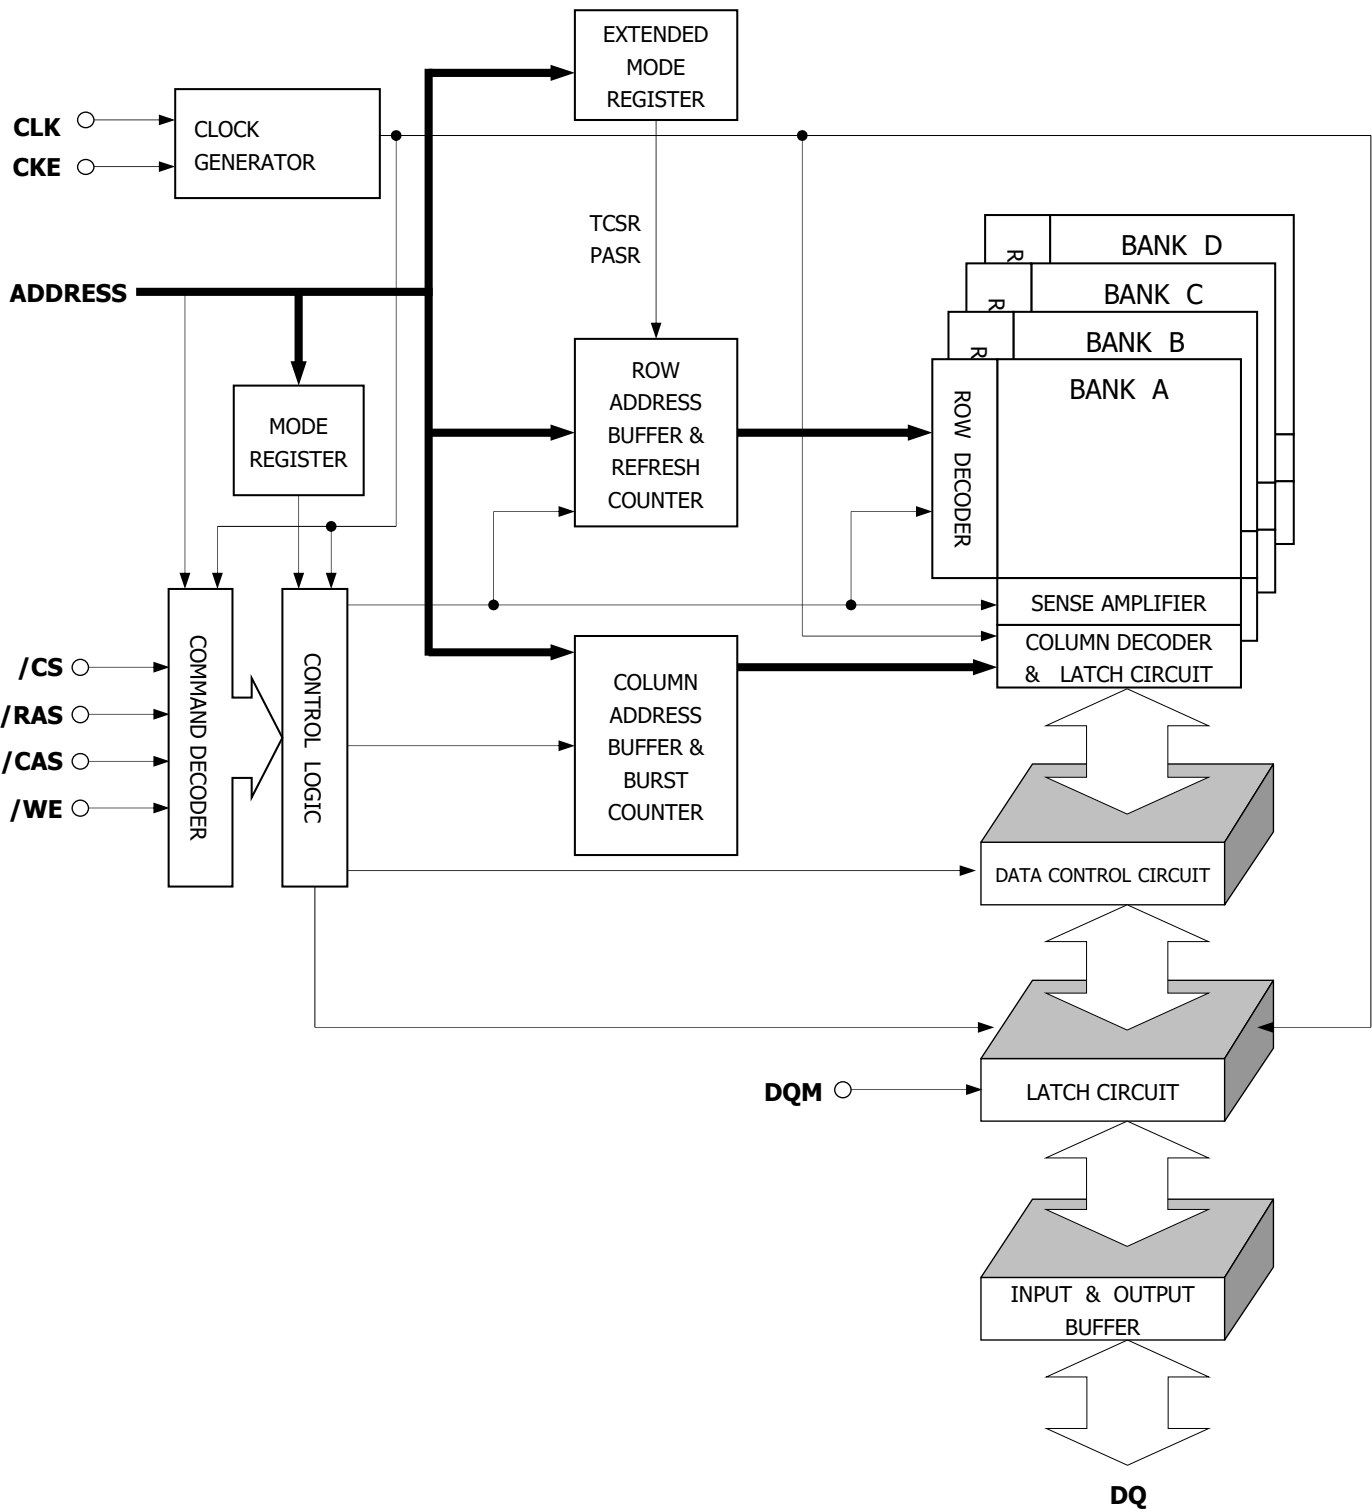 EXTENDED
MODE
REGISTER
CLK
CKE
CLOCK
GENERATOR
TCSR
PASR
ADDRESS
BANK D
R
BANK C
R
BANK B
R
BANK A
ROW DECODER
MODE
REGISTER
ROW
ADDRESS
BUFFER &
REFRESH
COUNTER
SENSE AMPLIFIER
COLUMN DECODER
& LATCH CIRCUIT
/CS
/RAS
/CAS
/WE
COMMAND DECODER
CONTROL LOGIC
COLUMN
ADDRESS
BUFFER &
BURST
COUNTER
DATA CONTROL CIRCUIT
DQM
LATCH CIRCUIT
INPUT & OUTPUT
BUFFER
DQ